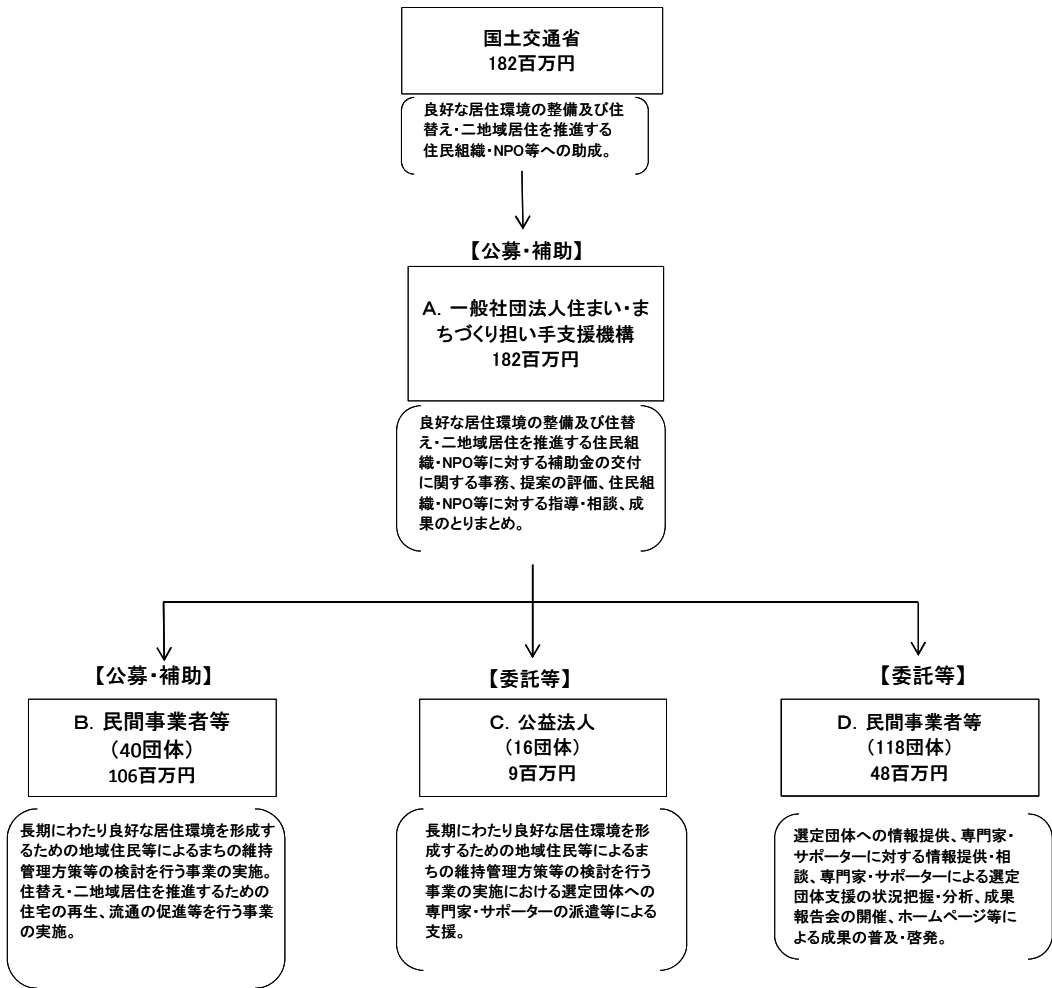 国土交通省
182百万円
良好な居住環境の整備及び住
替え・二地域居住を推進する
住民組織・NPO等への助成。
【公募・補助】
A. 一般社団法人住まい・ま
ちづくり担い手支援機構
182百万円
良好な居住環境の整備及び住替
え・二地域居住を推進する住民組
織・NPO等に対する補助金の交付
に関する事務、提案の評価、住民組
織・NPO等に対する指導・相談、成
果のとりまとめ。
【公募・補助】
B. 民間事業者等
(40団体)
106百万円
長期にわたり良好な居住環境を形成す
るための地域住民等によるまちの維持
管理方策等の検討を行う事業の実施。
住替え・二地域居住を推進するための
住宅の再生、流通の促進等を行う事業
の実施。
【委託等】
C. 公益法人
(16団体)
9百万円
長期にわたり良好な居住環境を形
成するための地域住民等によるま
ちの維持管理方策等の検討を行う
事業の実施における選定団体への
専門家・サポーターの派遣等による
支援。
【委託等】
D. 民間事業者等
(118団体)
48百万円
選定団体への情報提供、専門家・
サポーターに対する情報提供・相
談、専門家・サポーターによる選定
団体支援の状況把握・分析、成果
報告会の開催、ホームページ等に
よる成果の普及・啓発。